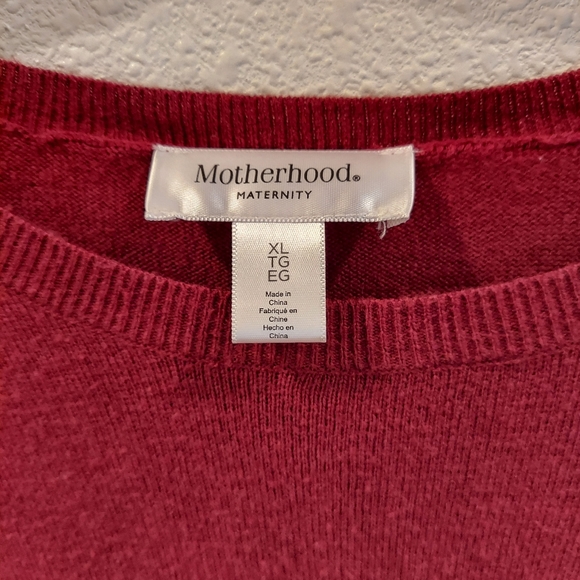 Motherhood®
MATERNITY
XL
TG
EG
Made in
China
Fabriqué en
Chine
Hecho en
China